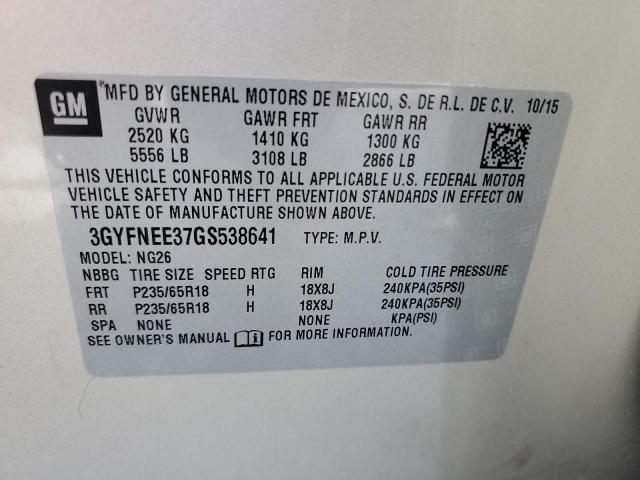 GM
*MFD BY GENERAL MOTORS DE MEXICO, S. DE R.L. DE C.V. 10/15
GVWR GAWR FRT GAWR RR
2520 KG 1410 KG 1300 KG
5556 LB 3108 LB 2866 LB
THIS VEHICLE CONFORMS TO ALL APPLICABLE U.S. FEDERAL MOTOR
VEHICLE SAFETY AND THEFT PREVENTION STANDARDS IN EFFECT ON
THE DATE OF MANUFACTURE SHOWN ABOVE.
3GYFNEE37GS538641 TYPE: M.P.V.
MODEL: NG26
NBBG TIRE SIZE SPEED RTG RIM COLD TIRE PRESSURE
FRT P235/65R18 H 18X8J 240KPA(35PSI)
RR P235/65R18 H 18X8J 240KPA(35PSI)
SPA NONE NONE KPA(PSI)
SEE OWNER'S MANUAL FOR MORE INFORMATION.